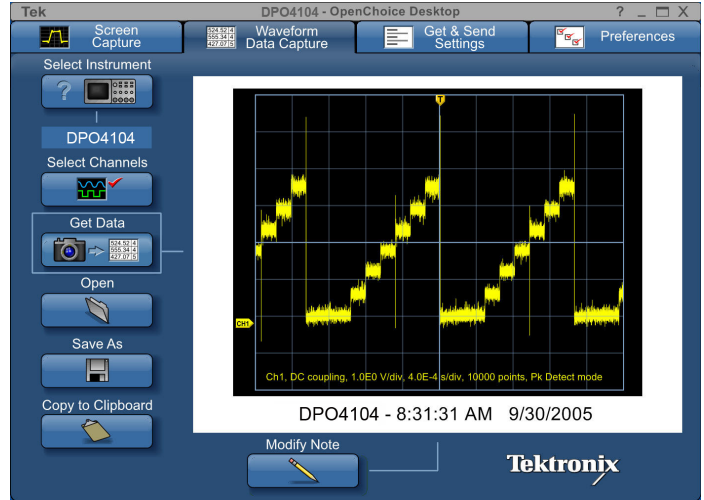 Tek
DPO4104 - OpenChoice Desktop
? _ X
Screen
Capture
524.52 4
555.34 4
427.07 5
Waveform
Data Capture
Get & Send
Settings
Preferences
Select Instrument
?
DPO4104
Select Channels
Get Data
524.52 4
555.34 4
427.07 5
Open
Save As
Copy to Clipboard
T
CH1
Ch1, DC coupling, 1.0E0 V/div, 4.0E-4 s/div, 10000 points, Pk Detect mode
DPO4104 - 8:31:31 AM 9/30/2005
Modify Note
Tektronix